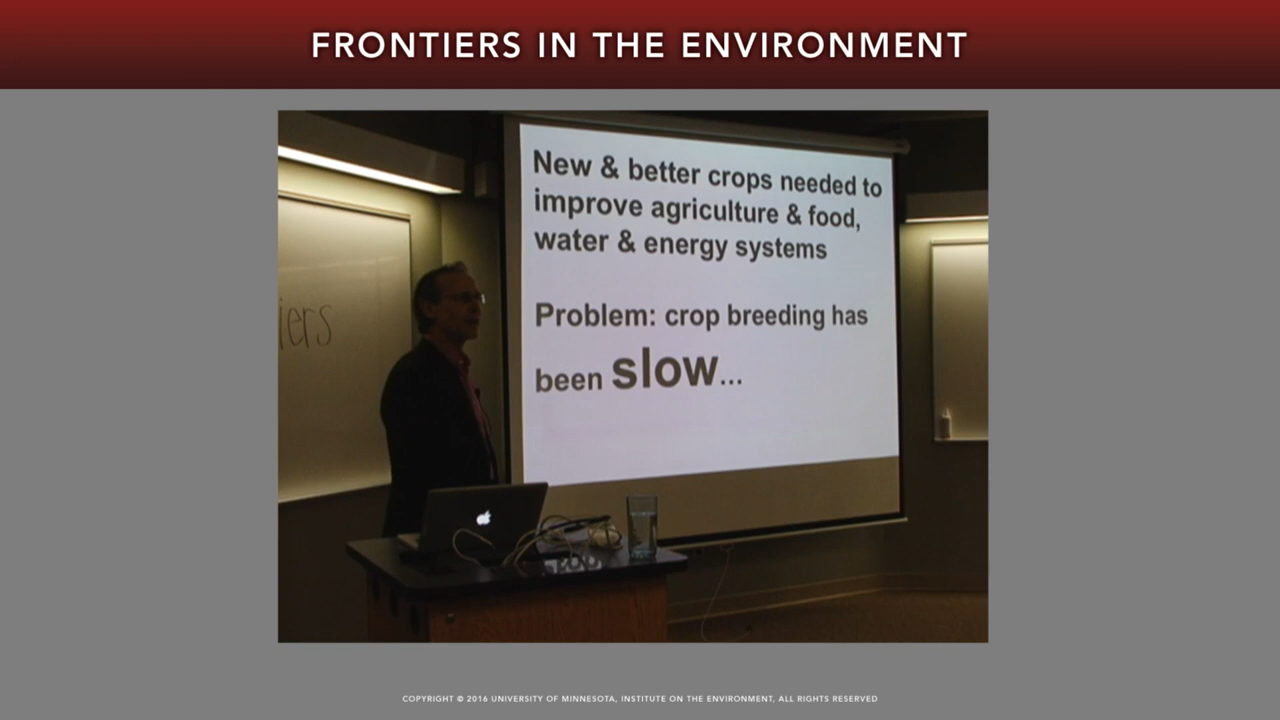 FRONTIERS IN THE ENVIRONMENT
New & better crops needed to
improve agriculture & food,
water & energy systems
Problem: crop breeding has
been slow...
iers
COPYRIGHT © 2016 UNIVERSITY OF MINNESOTA, INSTITUTE ON THE ENVIRONMENT, ALL RIGHTS RESERVED